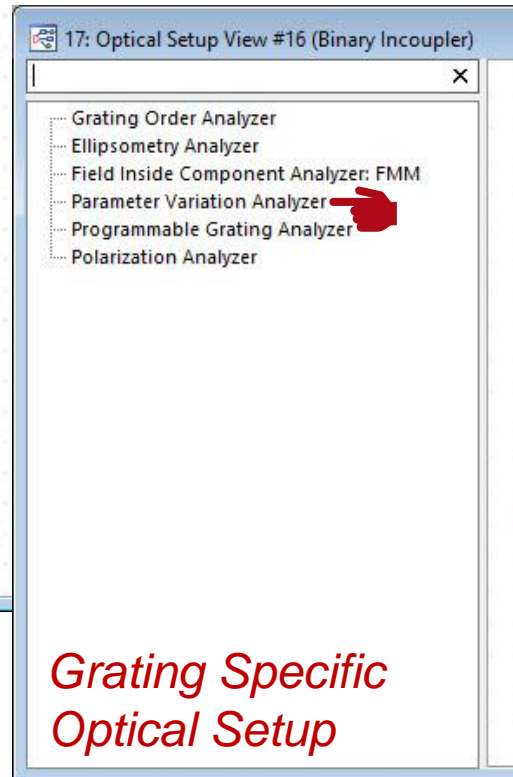 17: Optical Setup View #16 (Binary Incoupler)
Grating Order Analyzer
Ellipsometry Analyzer
Field Inside Component Analyzer: FMM
Parameter Variation Analyzer
Programmable Grating Analyzer
Polarization Analyzer
Grating Specific
Optical Setup